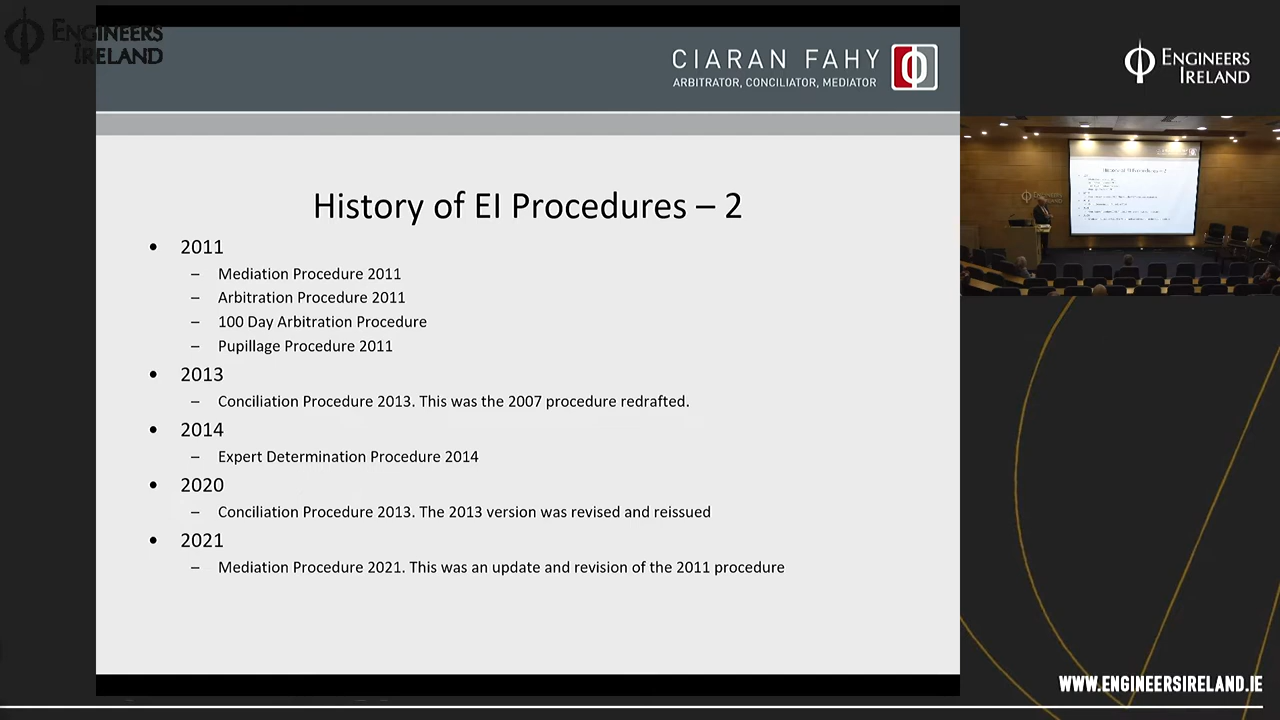 ENGINEERS
IRELAND
CIARAN FAHY
ARBITRATOR, CONCILIATOR, MEDIATOR
ENGINEERS
IRELAND
History of EI Procedures – 2
• 2011
– Mediation Procedure 2011
– Arbitration Procedure 2011
– 100 Day Arbitration Procedure
– Pupillage Procedure 2011
• 2013
– Conciliation Procedure 2013. This was the 2007 procedure redrafted.
• 2014
– Expert Determination Procedure 2014
• 2020
– Conciliation Procedure 2013. The 2013 version was revised and reissued
• 2021
– Mediation Procedure 2021. This was an update and revision of the 2011 procedure
WWW.ENGINEERSIRELAND.IE